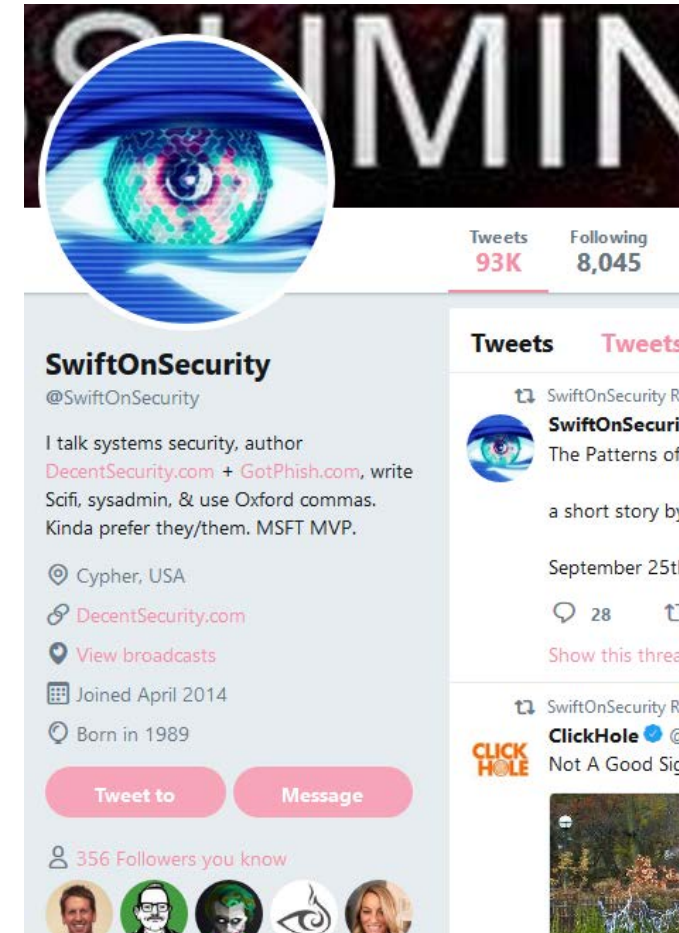 SUMIN
Tweets Following
93K 8,045
SwiftOnSecurity
@SwiftOnSecurity
I talk systems security, author
DecentSecurity.com + GotPhish.com, write
Scifi, sysadmin, & use Oxford commas.
Kinda prefer they/them. MSFT MVP.
Cypher, USA
DecentSecurity.com
View broadcasts
Joined April 2014
Born in 1989
Tweet to Message
356 Followers you know
Tweets Tweets
SwiftOnSecurity R
SwiftOnSecuri
The Patterns of
a short story by
September 25t
28
Show this threa
SwiftOnSecurity R
ClickHole @
Not A Good Sig
CLICK
HOLE